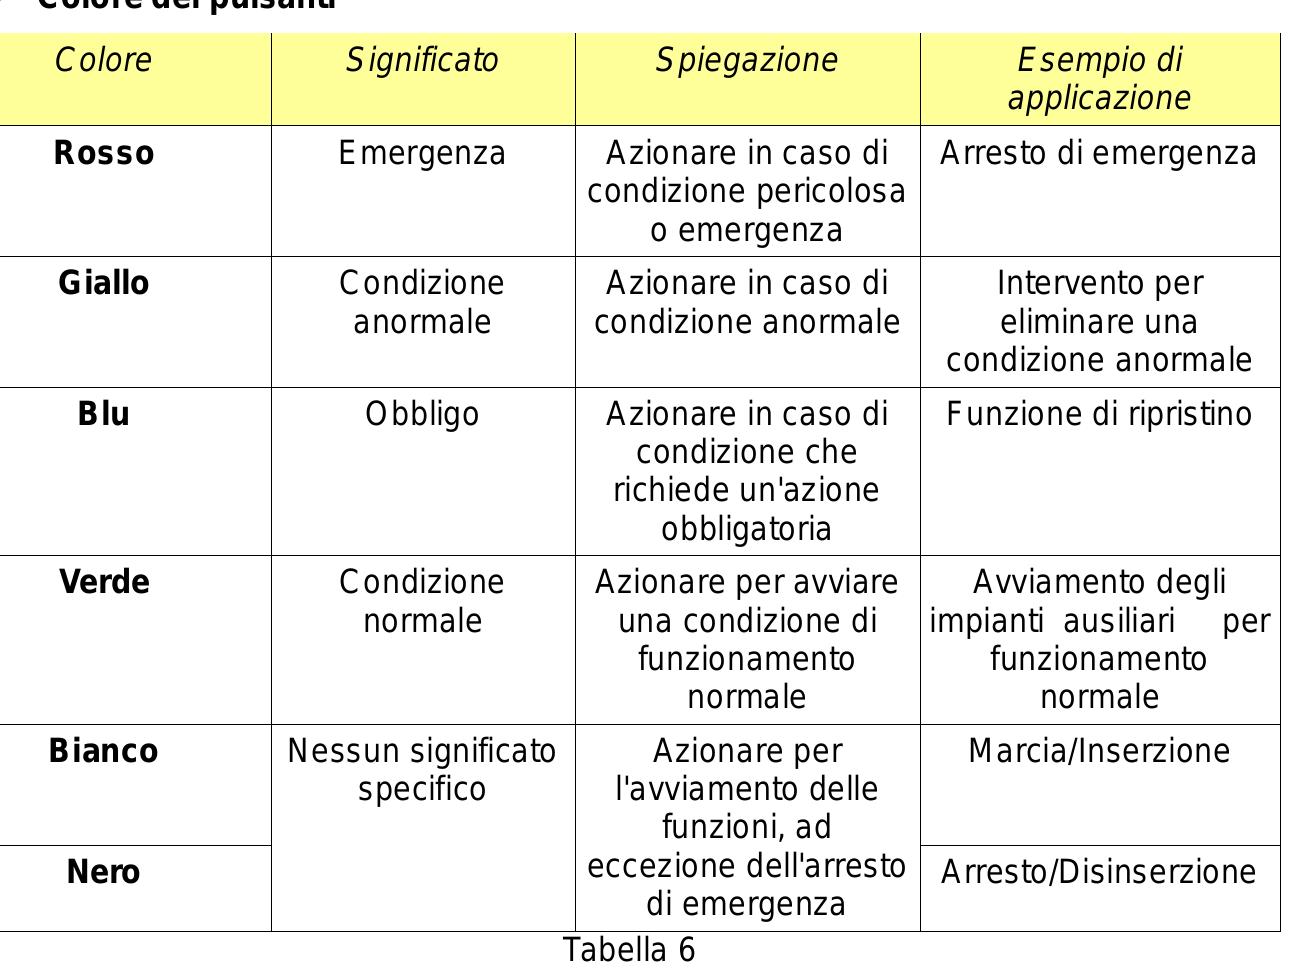 Colore dei pulsanti
Colore
Significato
Spiegazione
Esempio di
applicazione
Rosso
Emergenza
Azionare in caso di
condizione pericolosa
o emergenza
Arresto di emergenza
Giallo
Condizione
anormale
Azionare in caso di
condizione anormale
Intervento per
eliminare una
condizione anormale
Blu
Obbligo
Azionare in caso di
condizione che
richiede un'azione
obbligatoria
Funzione di ripristino
Verde
Condizione
normale
Azionare per avviare
una condizione di
funzionamento
normale
Avviamento degli
impianti ausiliari per
funzionamento
normale
Bianco
Nessun significato
specifico
Azionare per
l'avviamento delle
funzioni, ad
eccezione dell'arresto
di emergenza
Marcia/Inserzione
Nero
Arresto/Disinserzione
Tabella 6